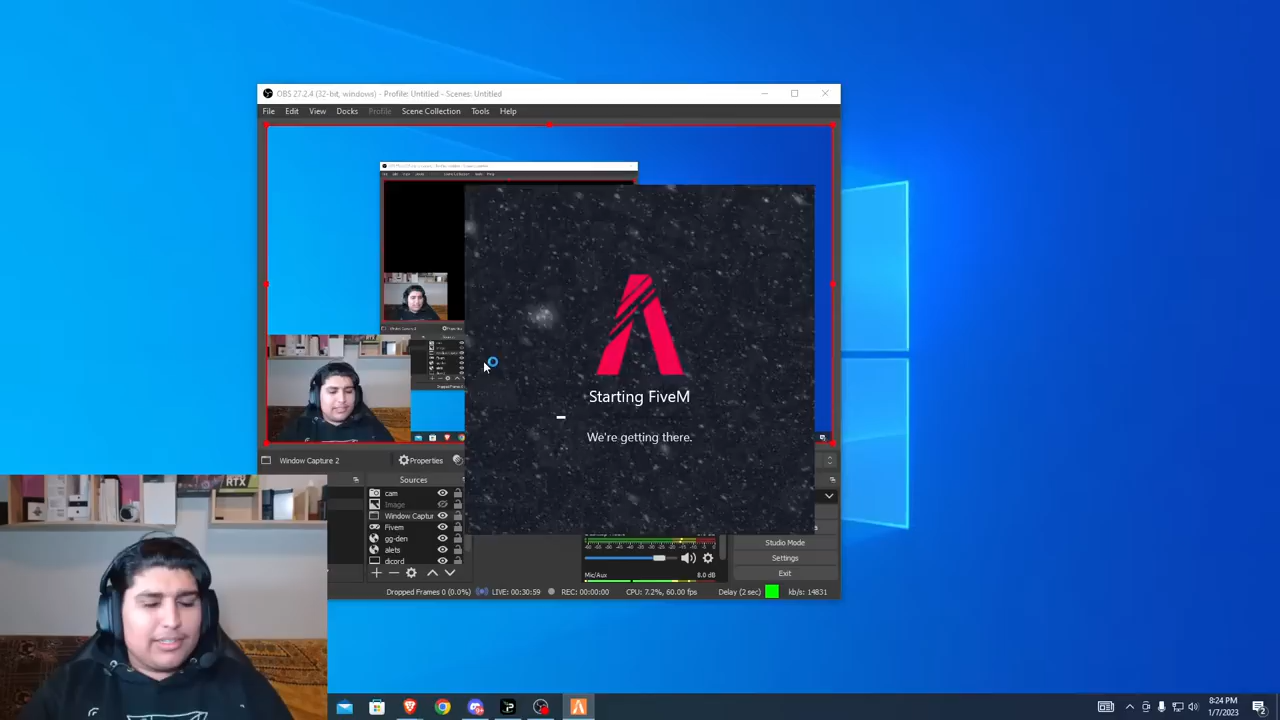 OBS 27.2.4 (32-bit, windows) - Profile: Untitled - Scenes: Untitled
File Edit View Docks Profile Scene Collection Tools Help
Starting FiveM
We're getting there.
Window Capture 2
Properties
Sources
cam
Image
Window Captur
Fivem
gg-den
alets
dicord
Mic/Aux
8.0 dB
Studio Mode
Settings
Exit
Dropped Frames 0 (0.0%) LIVE: 00:30:59 REC: 00:00:00 CPU: 7.2%, 60.00 fps Delay (2 sec) kb/s: 14831
RTX
8:24 PM
1/7/2023
2